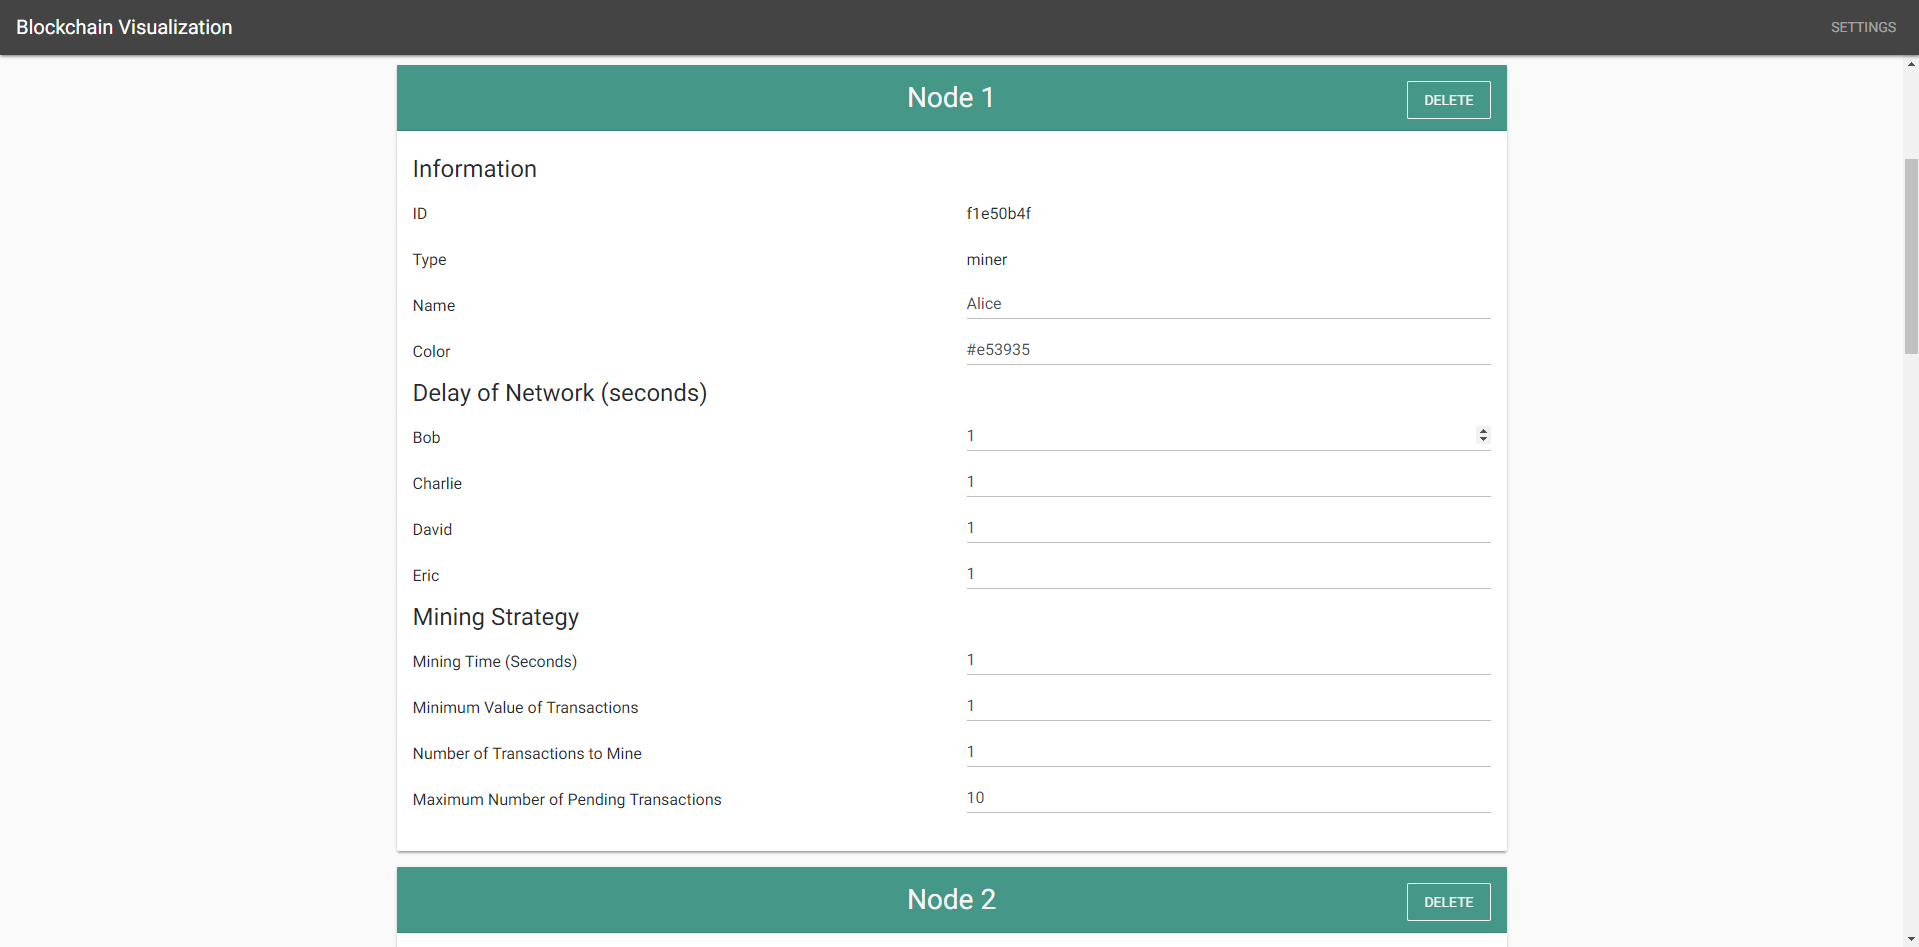 Blockchain Visualization
SETTINGS
Node 1
DELETE
Information
ID f1e50b4f
Type miner
Name Alice
Color #e53935
Delay of Network (seconds)
Bob 1
Charlie 1
David 1
Eric 1
Mining Strategy
Mining Time (Seconds) 1
Minimum Value of Transactions 1
Number of Transactions to Mine 1
Maximum Number of Pending Transactions 10
Node 2
DELETE